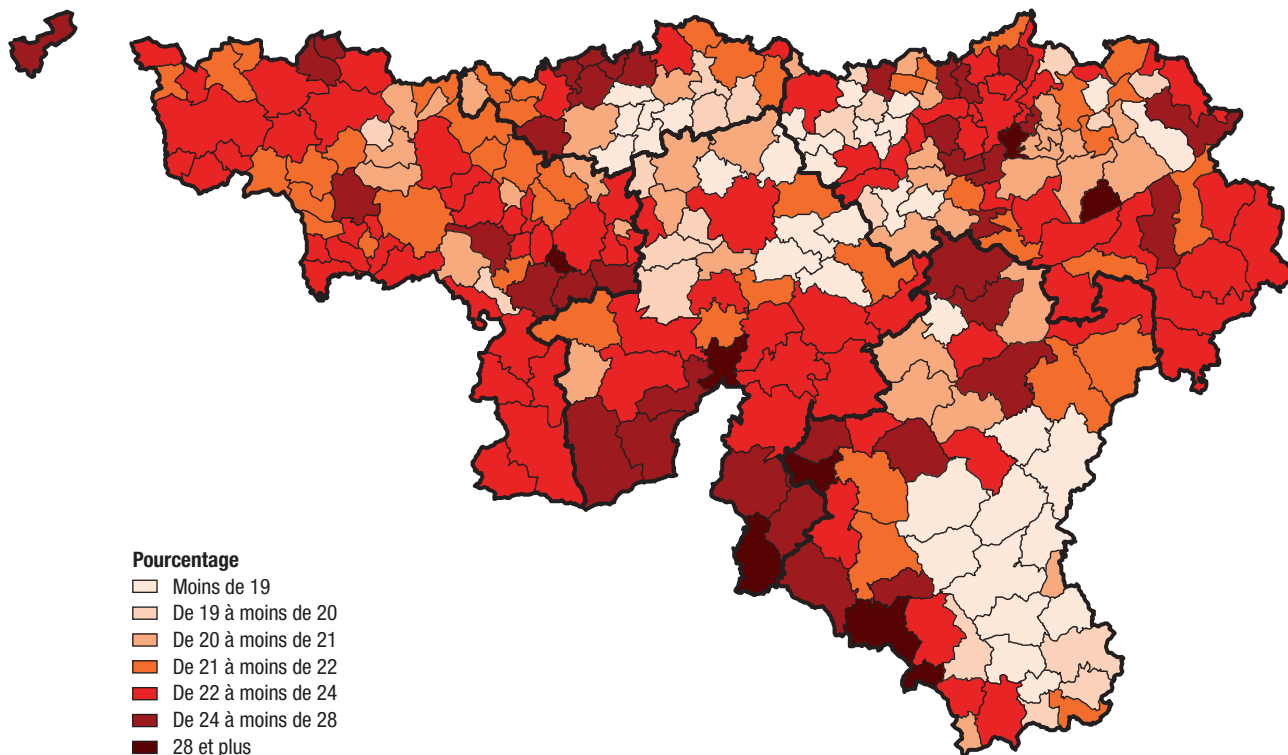 Pourcentage
Moins de 19
De 19 à moins de 20
De 20 à moins de 21
De 21 à moins de 22
De 22 à moins de 24
De 24 à moins de 28
28 et plus